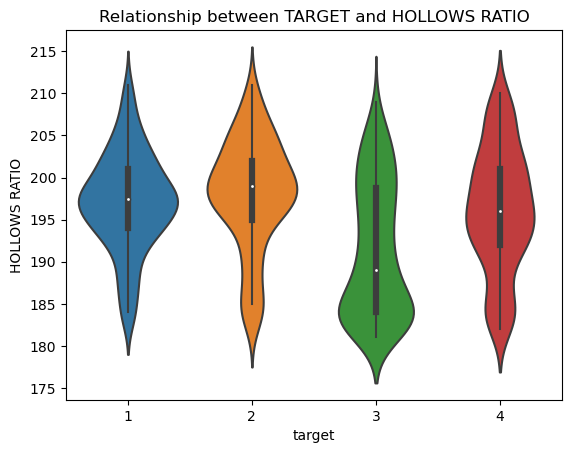 Relationship between TARGET and HOLLOWS RATIO
HOLLOWS RATIO
215
210
205
200
195
190
185
180
175
1 2 3 4
target